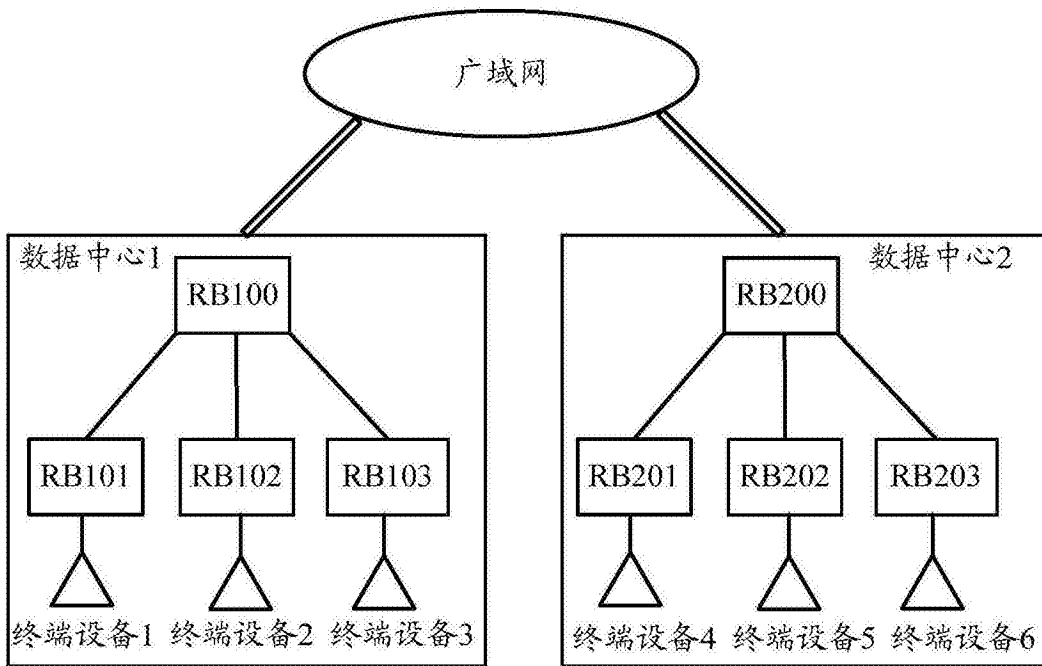 广域网
数据中心1
RB100
RB101
RB102
RB103
终端设备1
终端设备2
终端设备3
数据中心2
RB200
RB201
RB202
RB203
终端设备4
终端设备5
终端设备6